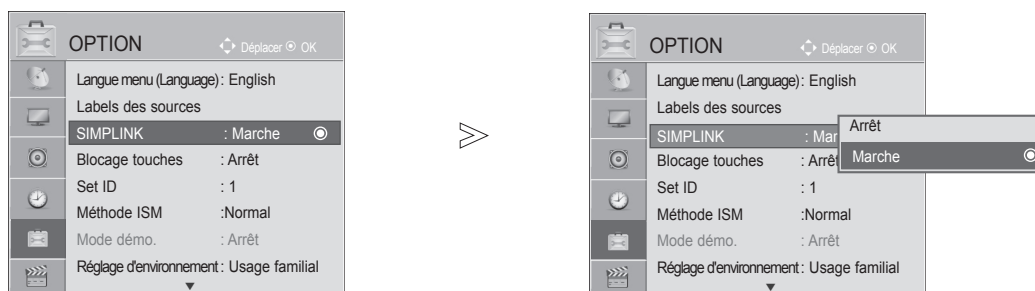 OPTION
Déplacer OK
Langue menu (Language) : English
Labels des sources
SIMPLINK : Marche
Blocage touches : Arrêt
Set ID : 1
Méthode ISM :Normal
Mode démo. : Arrêt
Réglage d'environnement : Usage familial
OPTION
Déplacer OK
Langue menu (Language) : English
Labels des sources
SIMPLINK : Mar
Arrêt
Marche
Blocage touches : Arrêt
Set ID : 1
Méthode ISM :Normal
Mode démo. : Arrêt
Réglage d'environnement : Usage familial